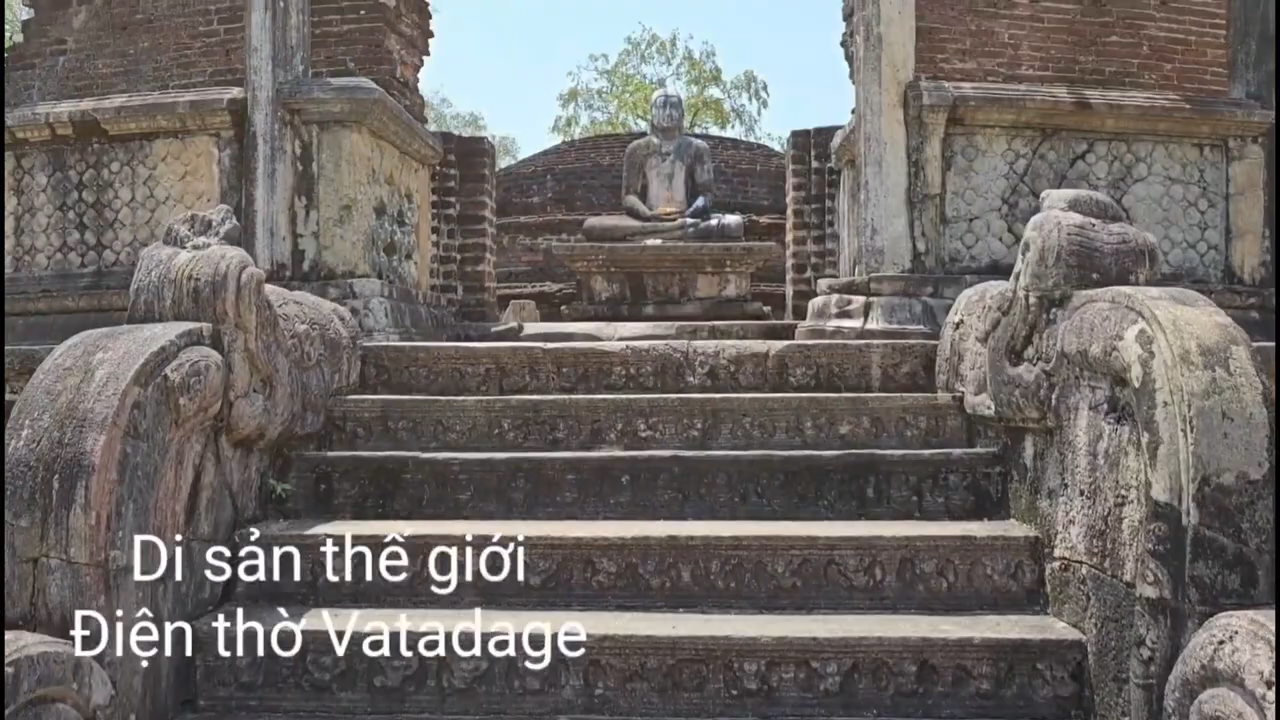 Di sản thế giới
Điện thờ Vatadage